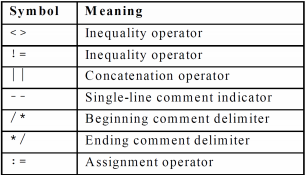 Symbol Meaning
<> Inequality operator
!= Inequality operator
|| Concatenation operator
-- Single-line comment indicator
/* Beginning comment delimiter
*/ Ending comment delimiter
:= Assignment operator